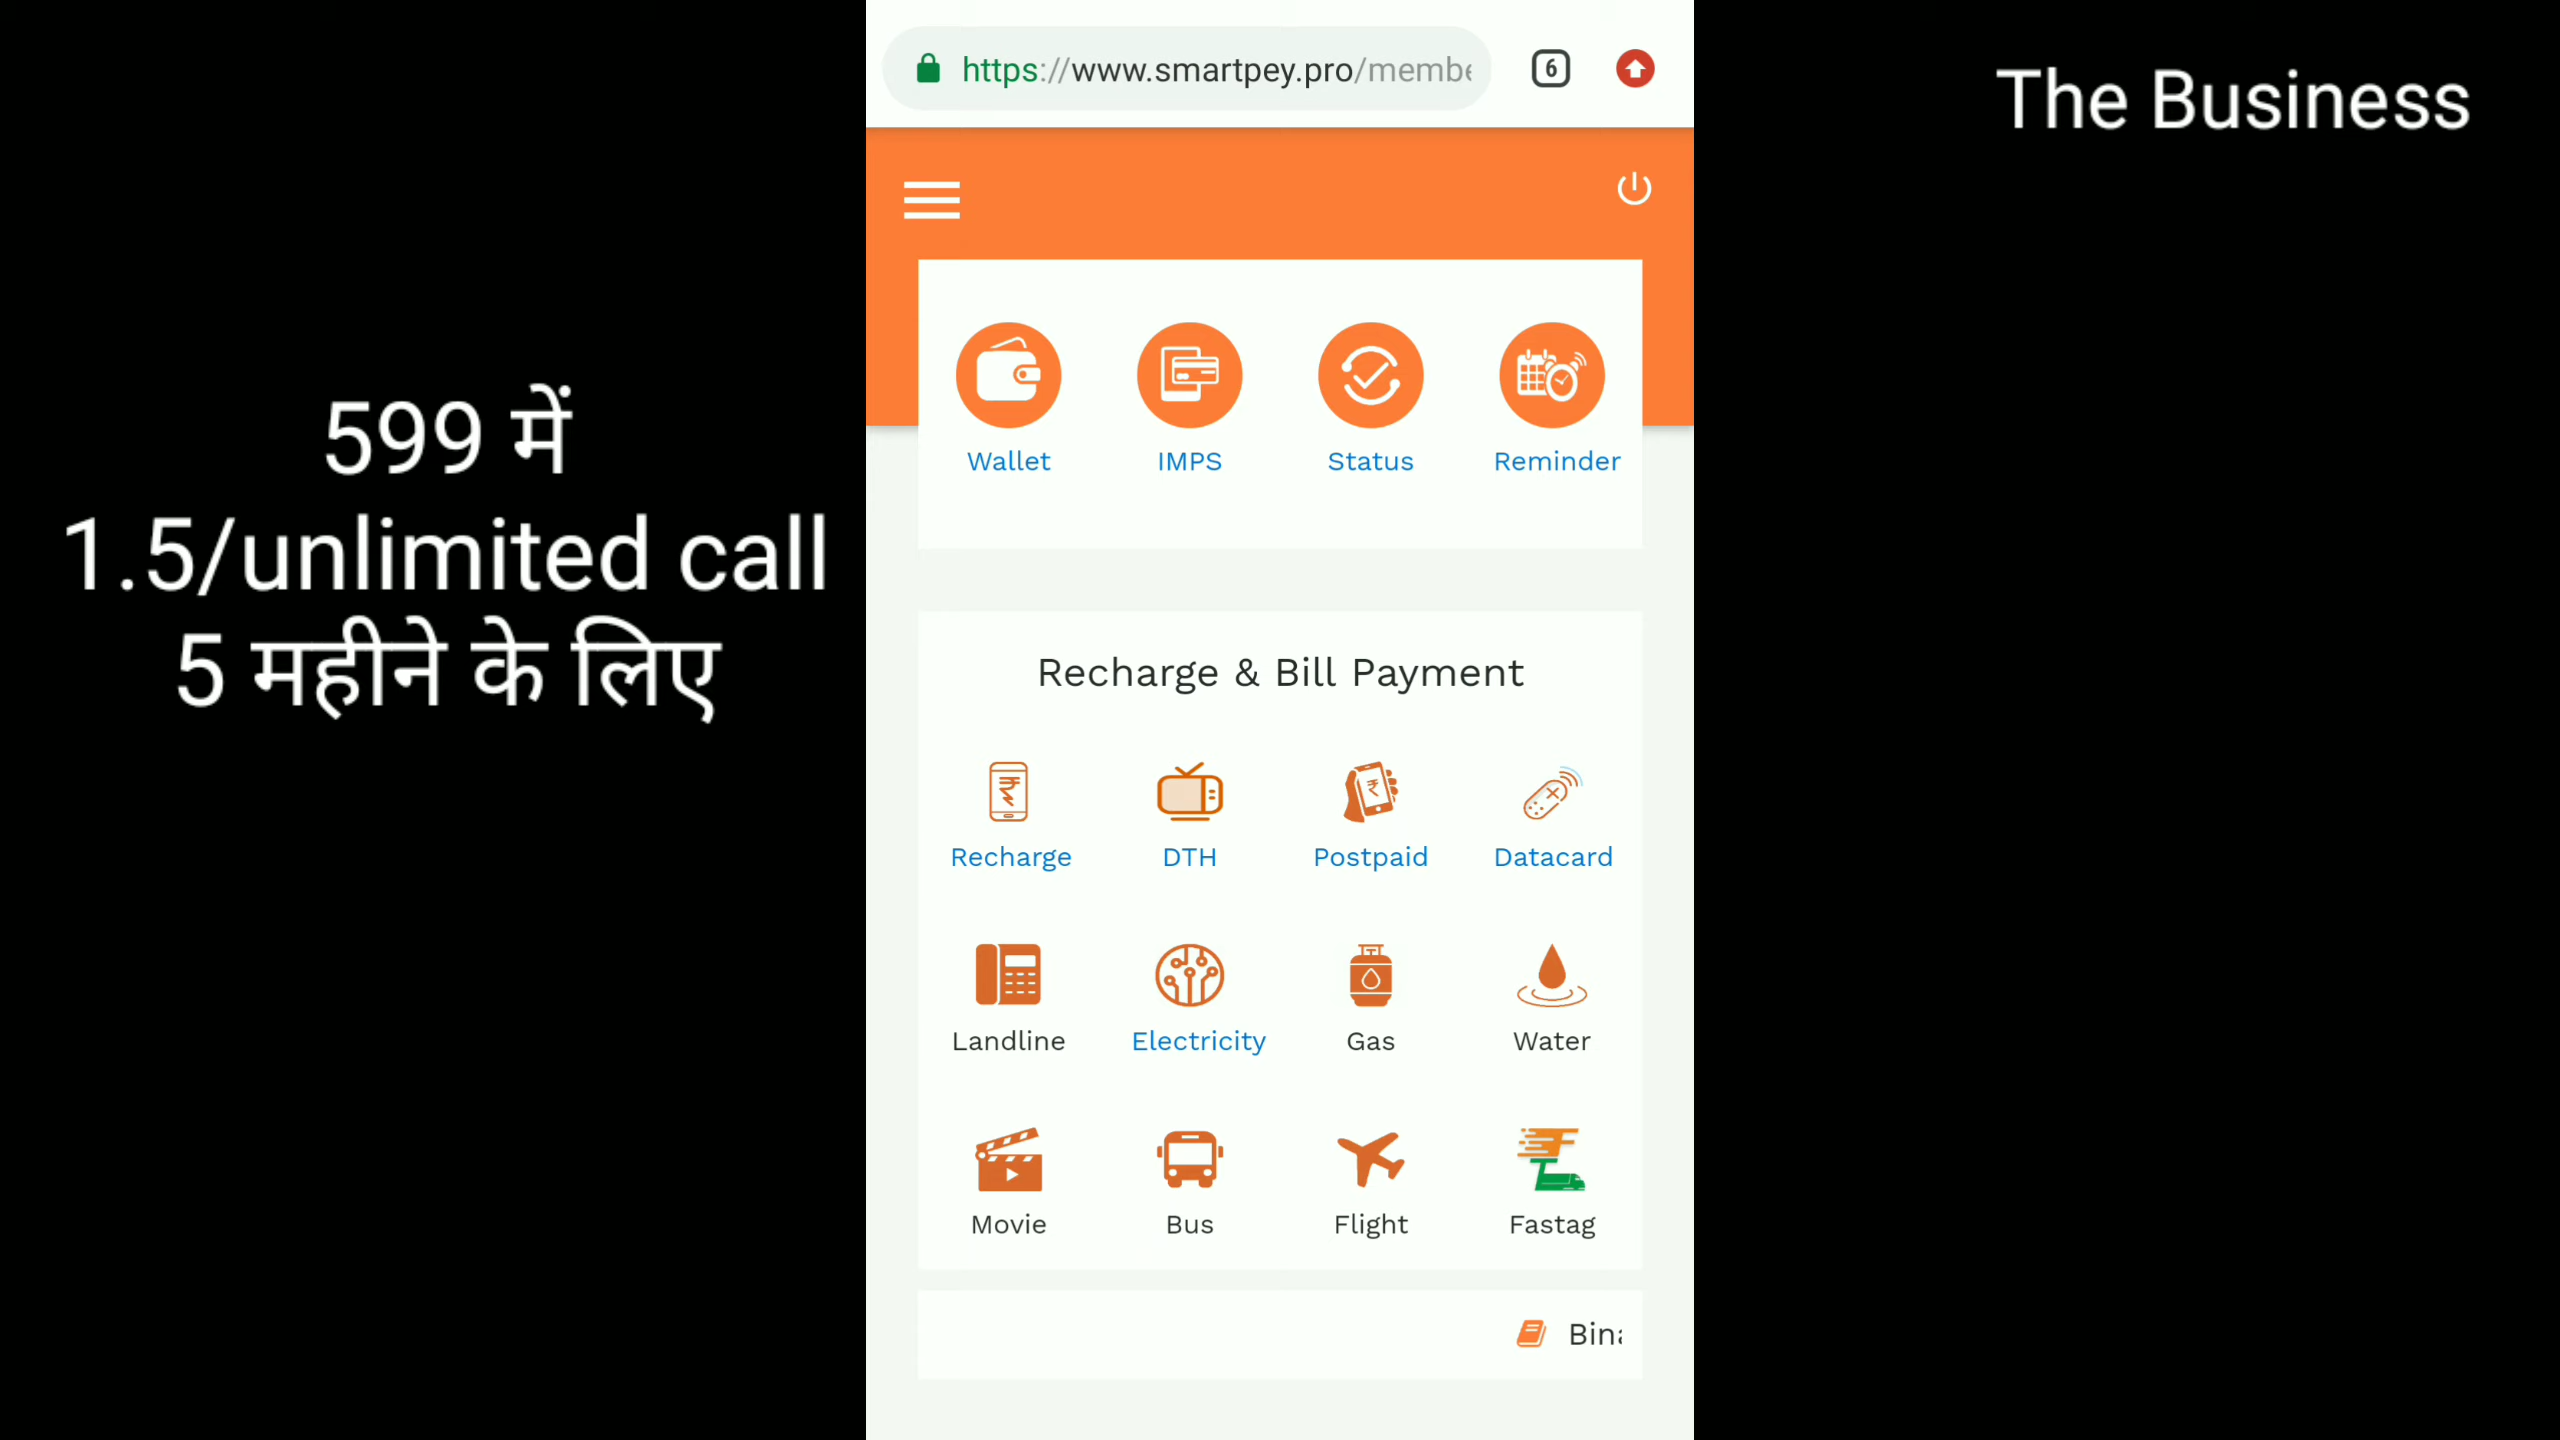 https://www.smartpey.pro/membe
6
The Business
599 में
1.5/unlimited call
5 महीने के लिए
Wallet
IMPS
Status
Reminder
Recharge & Bill Payment
Recharge
DTH
Postpaid
Datacard
Landline
Electricity
Gas
Water
Movie
Bus
Flight
Fastag